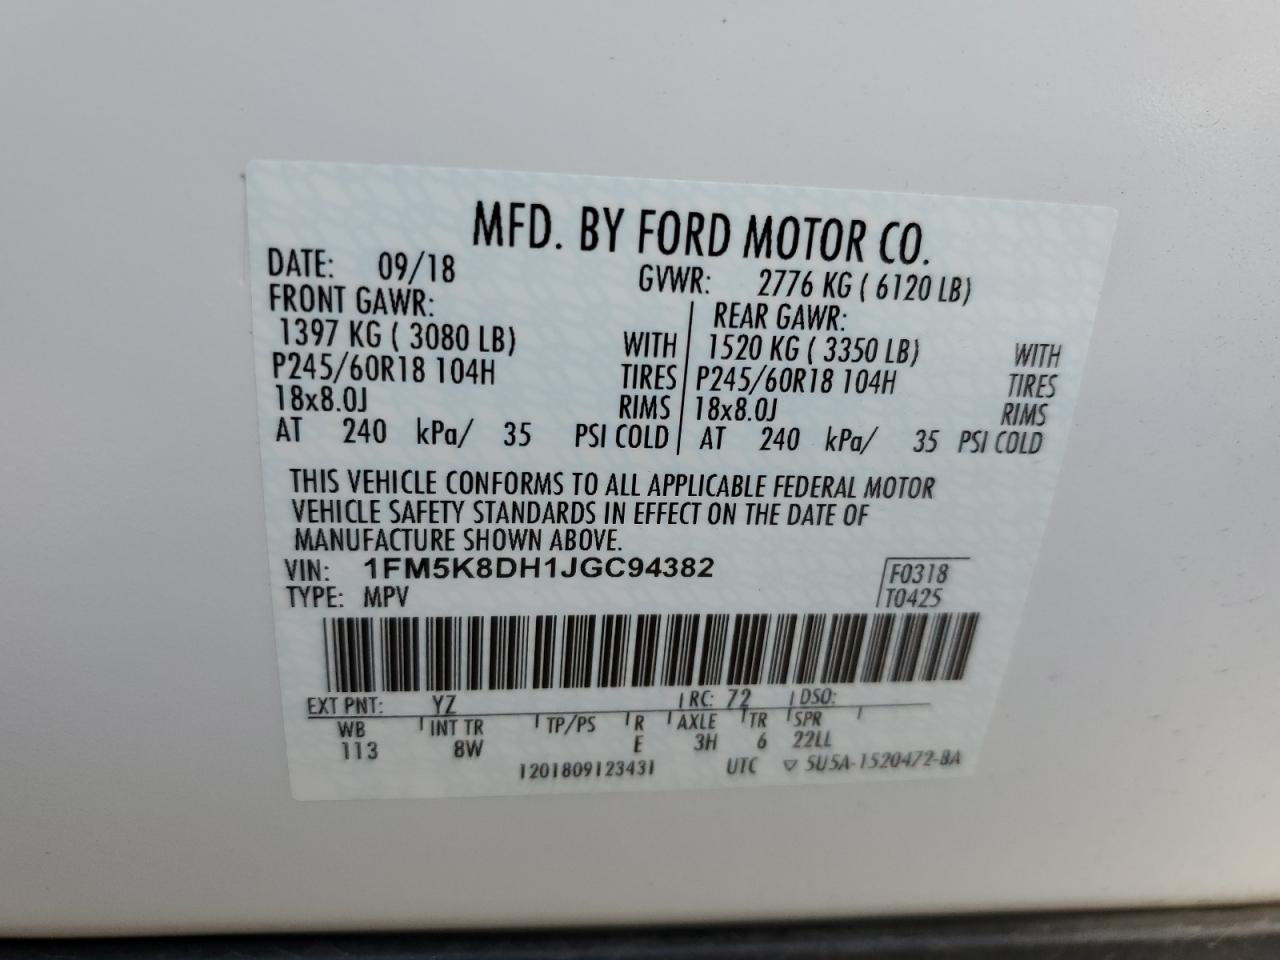 MFD. BY FORD MOTOR CO.
DATE: 09/18 GVWR: 2776 KG ( 6120 LB)
FRONT GAWR: REAR GAWR:
1397 KG ( 3080 LB) WITH 1520 KG ( 3350 LB) WITH
P245/60R18 104H TIRES P245/60R18 104H TIRES
18x8.0J RIMS 18x8.0J RIMS
AT 240 kPa/ 35 PSI COLD AT 240 kPa/ 35 PSI COLD
THIS VEHICLE CONFORMS TO ALL APPLICABLE FEDERAL MOTOR
VEHICLE SAFETY STANDARDS IN EFFECT ON THE DATE OF
MANUFACTURE SHOWN ABOVE.
VIN: 1FM5K8DH1JGC94382 F0318
TYPE: MPV T0425
EXT PNT: YZ RC: 72 DSO:
WB INT TR TP/PS R AXLE TR SPR
113 8W E 3H 6 22LL
1201809123431 UTC ▽ 5U5A-1520472-BA